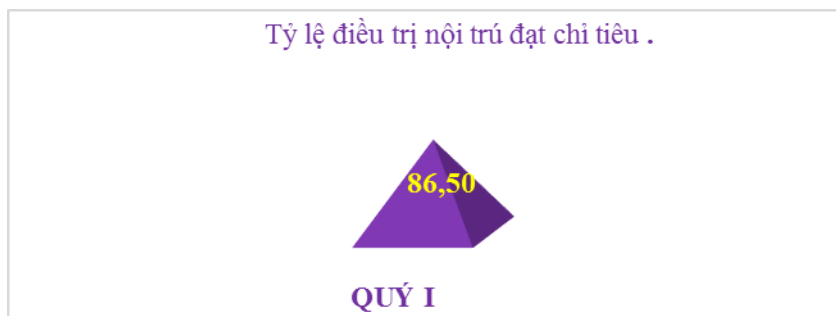 Tỷ lệ điều trị nội trú đạt chỉ tiêu .
86,50
QUÝ I